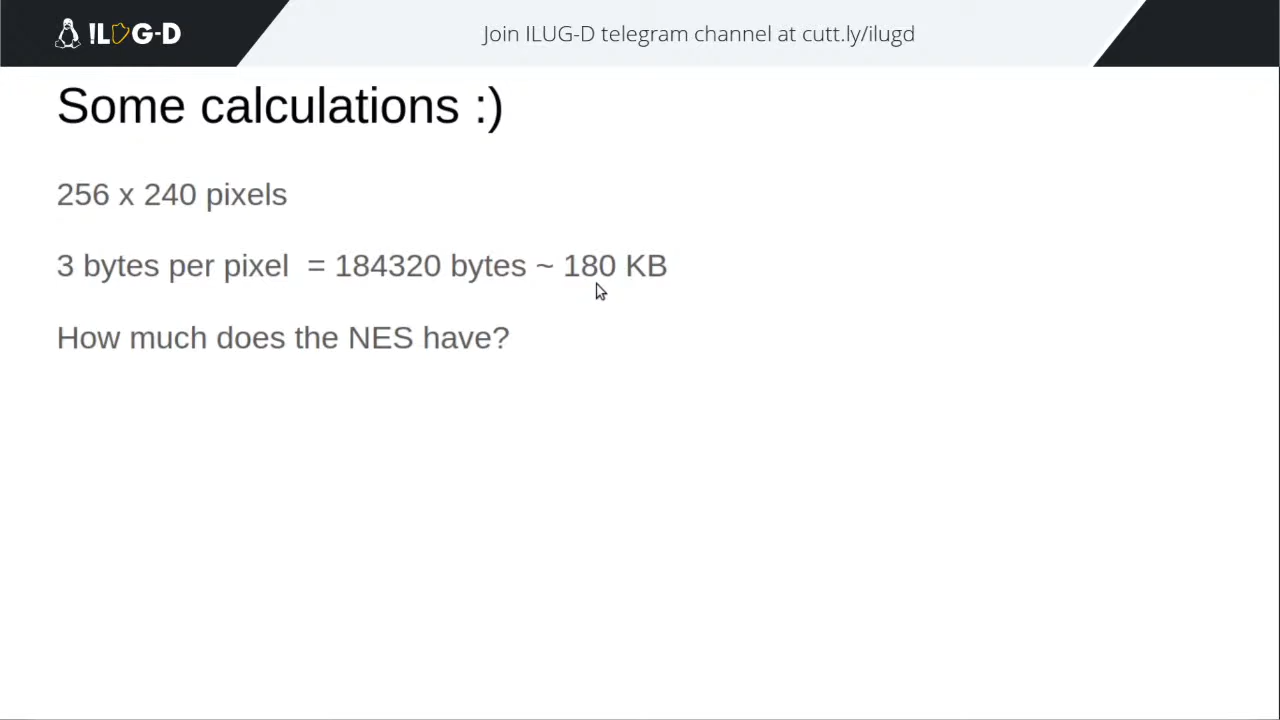 ILUG-D
Join ILUG-D telegram channel at cutt.ly/ilugd
Some calculations :)
256 x 240 pixels
3 bytes per pixel = 184320 bytes ~ 180 KB
How much does the NES have?